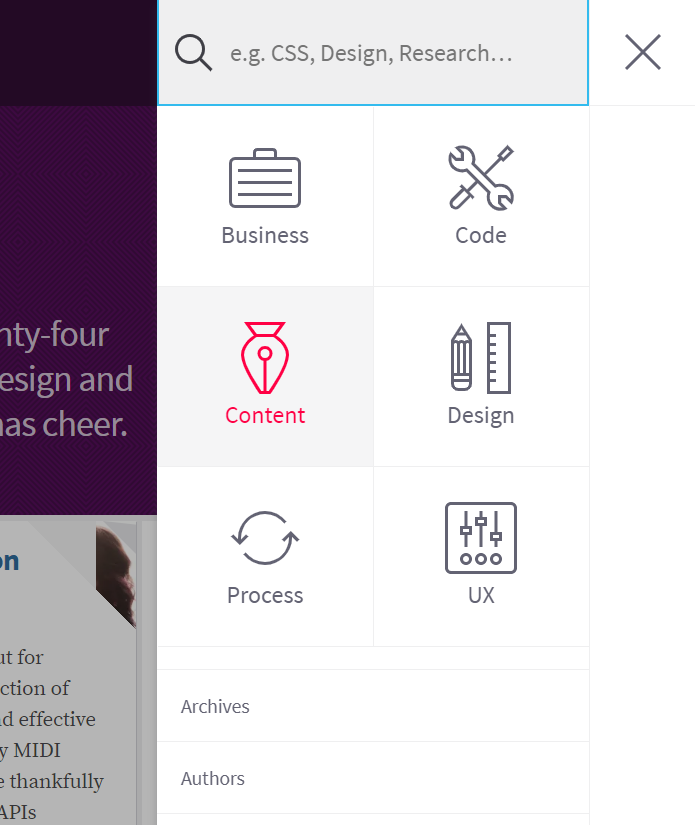 e.g. CSS, Design, Research…
Business
Code
Content
Design
Process
UX
Archives
Authors
nty-four
esign and
as cheer.
on
ut for
ction of
d effective
y MIDI
thankfully
APIs